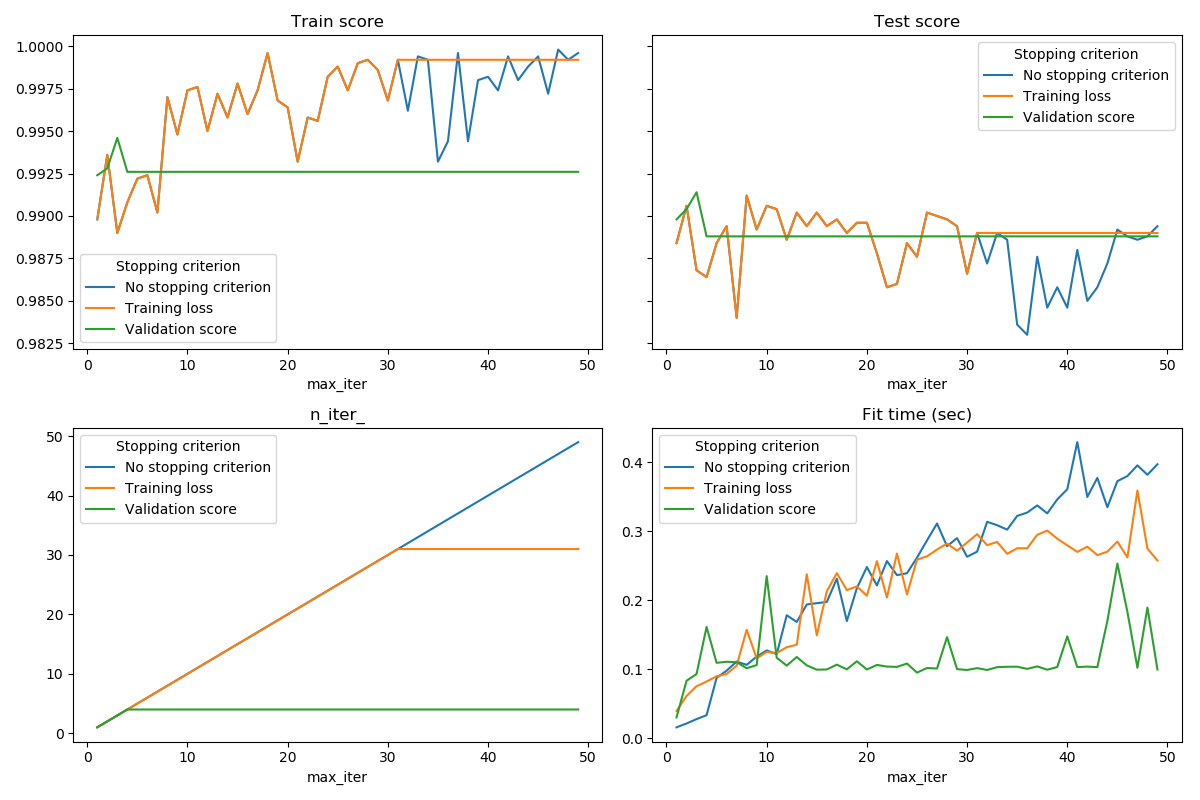 Train score
1.0000
0.9975
0.9950
0.9925
0.9900
0.9875
0.9850
0.9825
Stopping criterion
No stopping criterion
Training loss
Validation score
0 10 20 30 40 50
max_iter
Test score
Stopping criterion
No stopping criterion
Training loss
Validation score
0 10 20 30 40 50
max_iter
n_iter_
50
40
30
20
10
0
Stopping criterion
No stopping criterion
Training loss
Validation score
0 10 20 30 40 50
max_iter
Fit time (sec)
0.4
0.3
0.2
0.1
0.0
Stopping criterion
No stopping criterion
Training loss
Validation score
0 10 20 30 40 50
max_iter